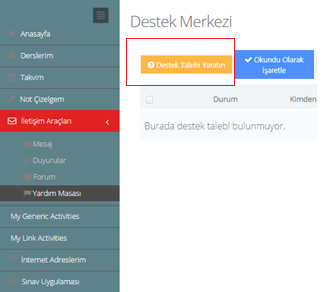 Destek Merkezi
Anasayfa
Derslerim
Takvim
Not Çizelgem
İletişim Araçları
Mesaj
Duyurular
Forum
Yardım Masası
My Generic Activities
My Link Activities
İnternet Adreslerim
Sınav Uygulaması
Destek Talebi Yaratın
Okundu Olarak
İşaretle
Durum
Kimden
Burada destek talebi bulunmuyor.